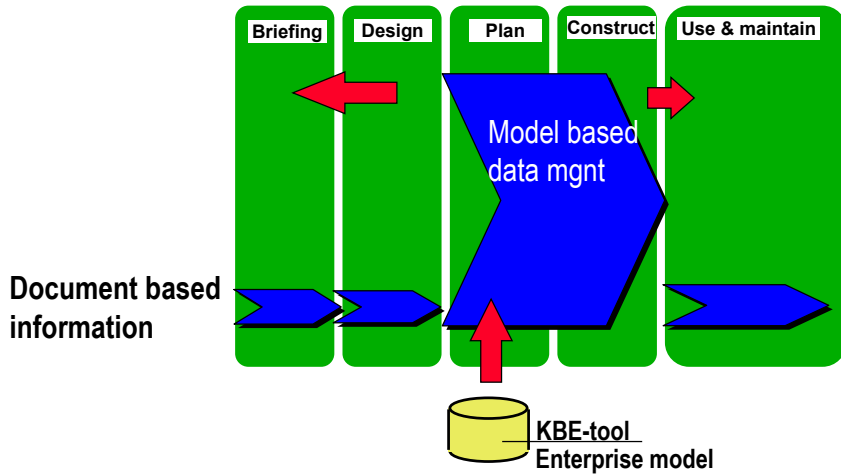 Briefing
Design
Plan
Construct
Use & maintain
Model based
data mgnt
Document based
information
KBE-tool
Enterprise model